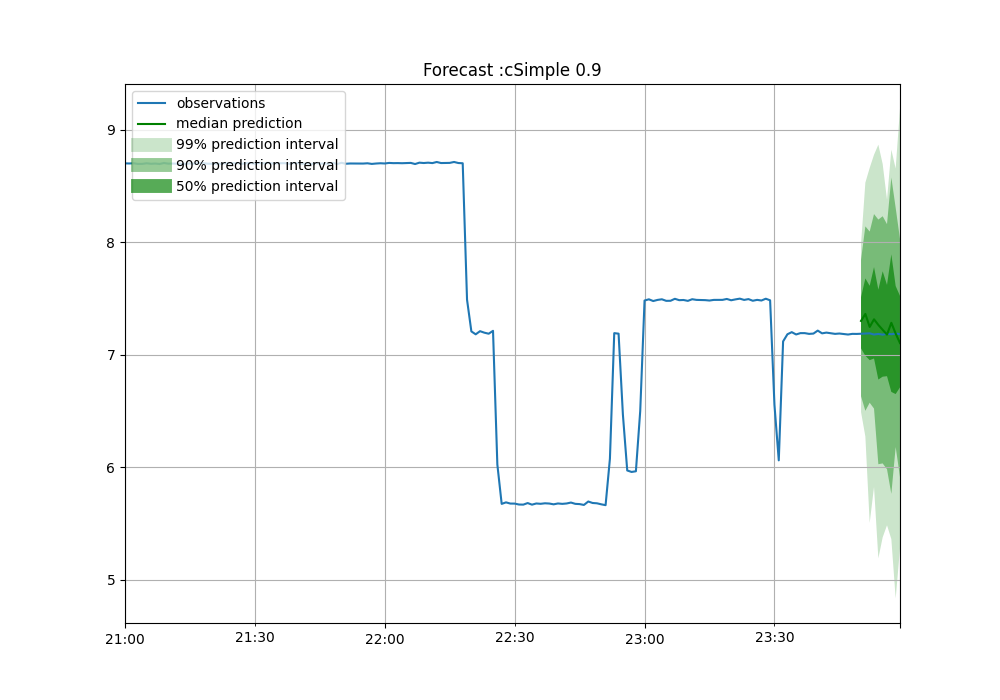 Forecast :cSimple 0.9
observations
median prediction
99% prediction interval
90% prediction interval
50% prediction interval
9
8
7
6
5
21:00
21:30
22:00
22:30
23:00
23:30